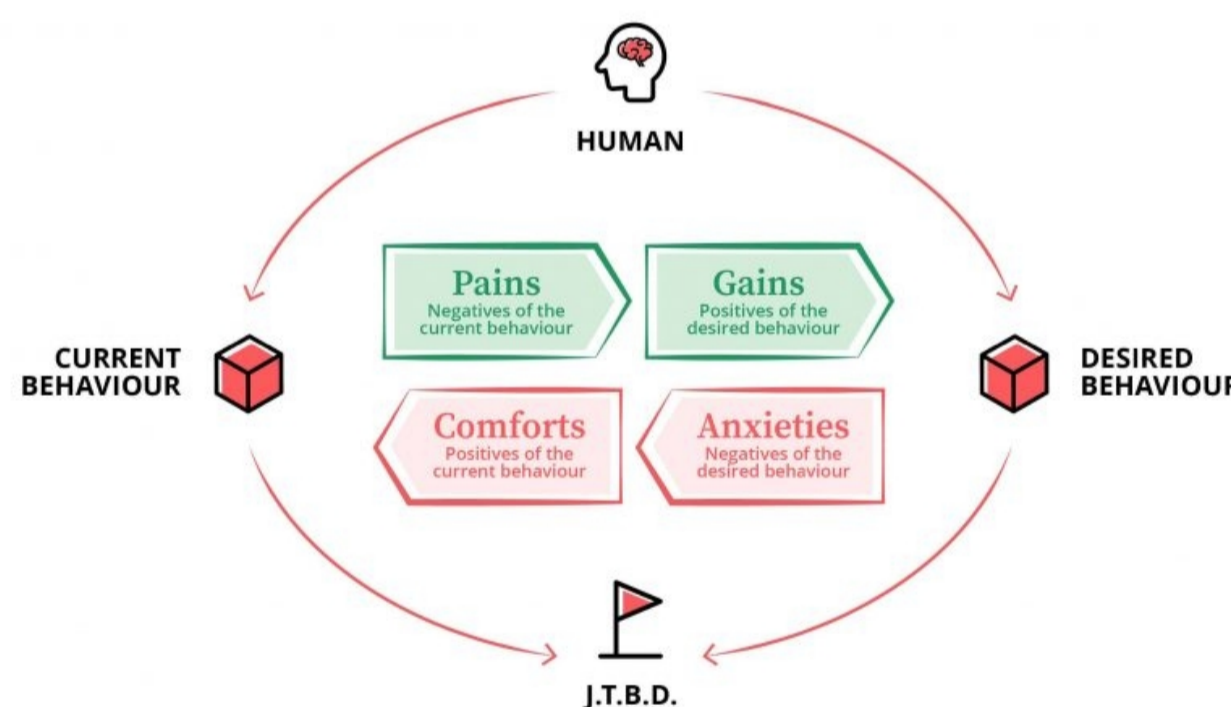 HUMAN
Pains
Negatives of the
current behaviour
Gains
Positives of the
desired behaviour
CURRENT
BEHAVIOUR
DESIRED
BEHAVIOUR
Comforts
Positives of the
current behaviour
Anxieties
Negatives of the
desired behaviour
J.T.B.D.